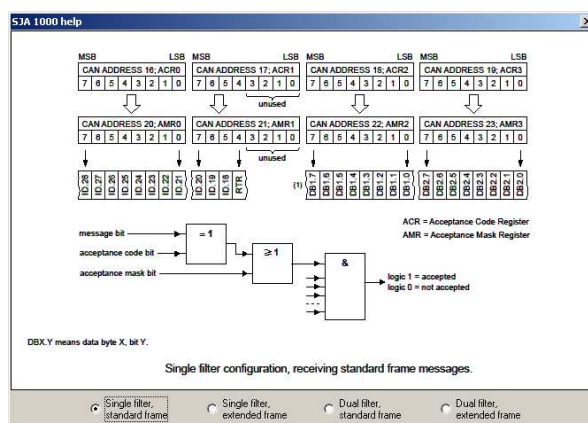 SJA 1000 help
MSB LSB MSB LSB MSB LSB MSB LSB
CAN ADDRESS 16; ACR0 CAN ADDRESS 17; ACR1 CAN ADDRESS 18; ACR2 CAN ADDRESS 19; ACR3
7 6 5 4 3 2 1 0 7 6 5 4 3 2 1 0 7 6 5 4 3 2 1 0 7 6 5 4 3 2 1 0
unused
CAN ADDRESS 20; AMR0 CAN ADDRESS 21; AMR1 CAN ADDRESS 22; AMR2 CAN ADDRESS 23; AMR3
7 6 5 4 3 2 1 0 7 6 5 4 3 2 1 0 7 6 5 4 3 2 1 0 7 6 5 4 3 2 1 0
unused
ID.28 ID.27 ID.26 ID.25 ID.24 ID.23 ID.22 ID.21 ID.20 ID.19 ID.18 RTR (1) DB1.7 DB1.6 DB1.5 DB1.4 DB1.3 DB1.2 DB1.1 DB1.0 DB2.7 DB2.6 DB2.5 DB2.4 DB2.3 DB2.2 DB2.1 DB2.0
ACR = Acceptance Code Register
AMR = Acceptance Mask Register
message bit
= 1
acceptance code bit
≥ 1
acceptance mask bit
&
logic 1 = accepted
logic 0 = not accepted
DBX.Y means data byte X, bit Y.
Single filter configuration, receiving standard frame messages.
Single filter, Single filter, Dual filter, Dual filter,
standard frame extended frame standard frame extended frame